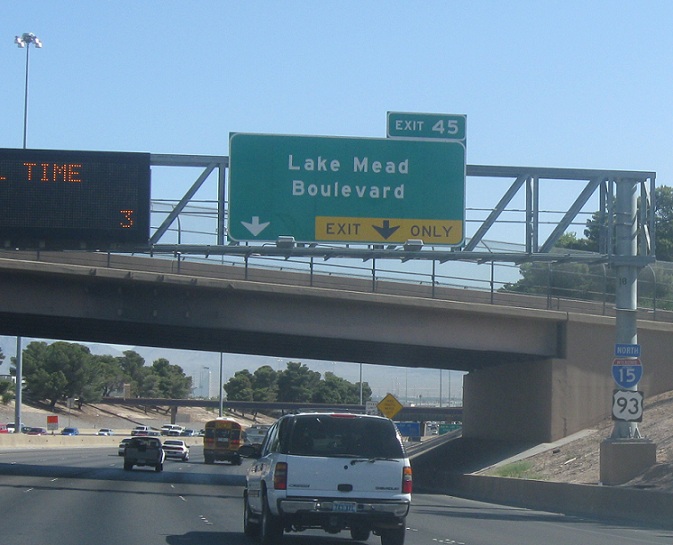 EXIT 45
TIME
3
Lake Mead
Boulevard
EXIT ONLY
NORTH
15
93